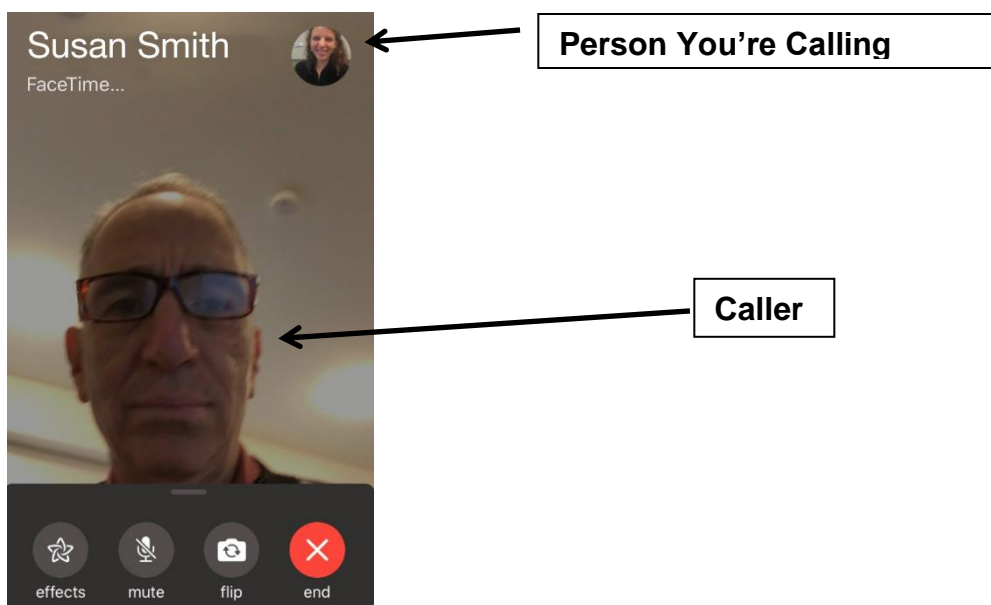 Susan Smith
FaceTime...
Person You're Calling
Caller
effects mute flip end